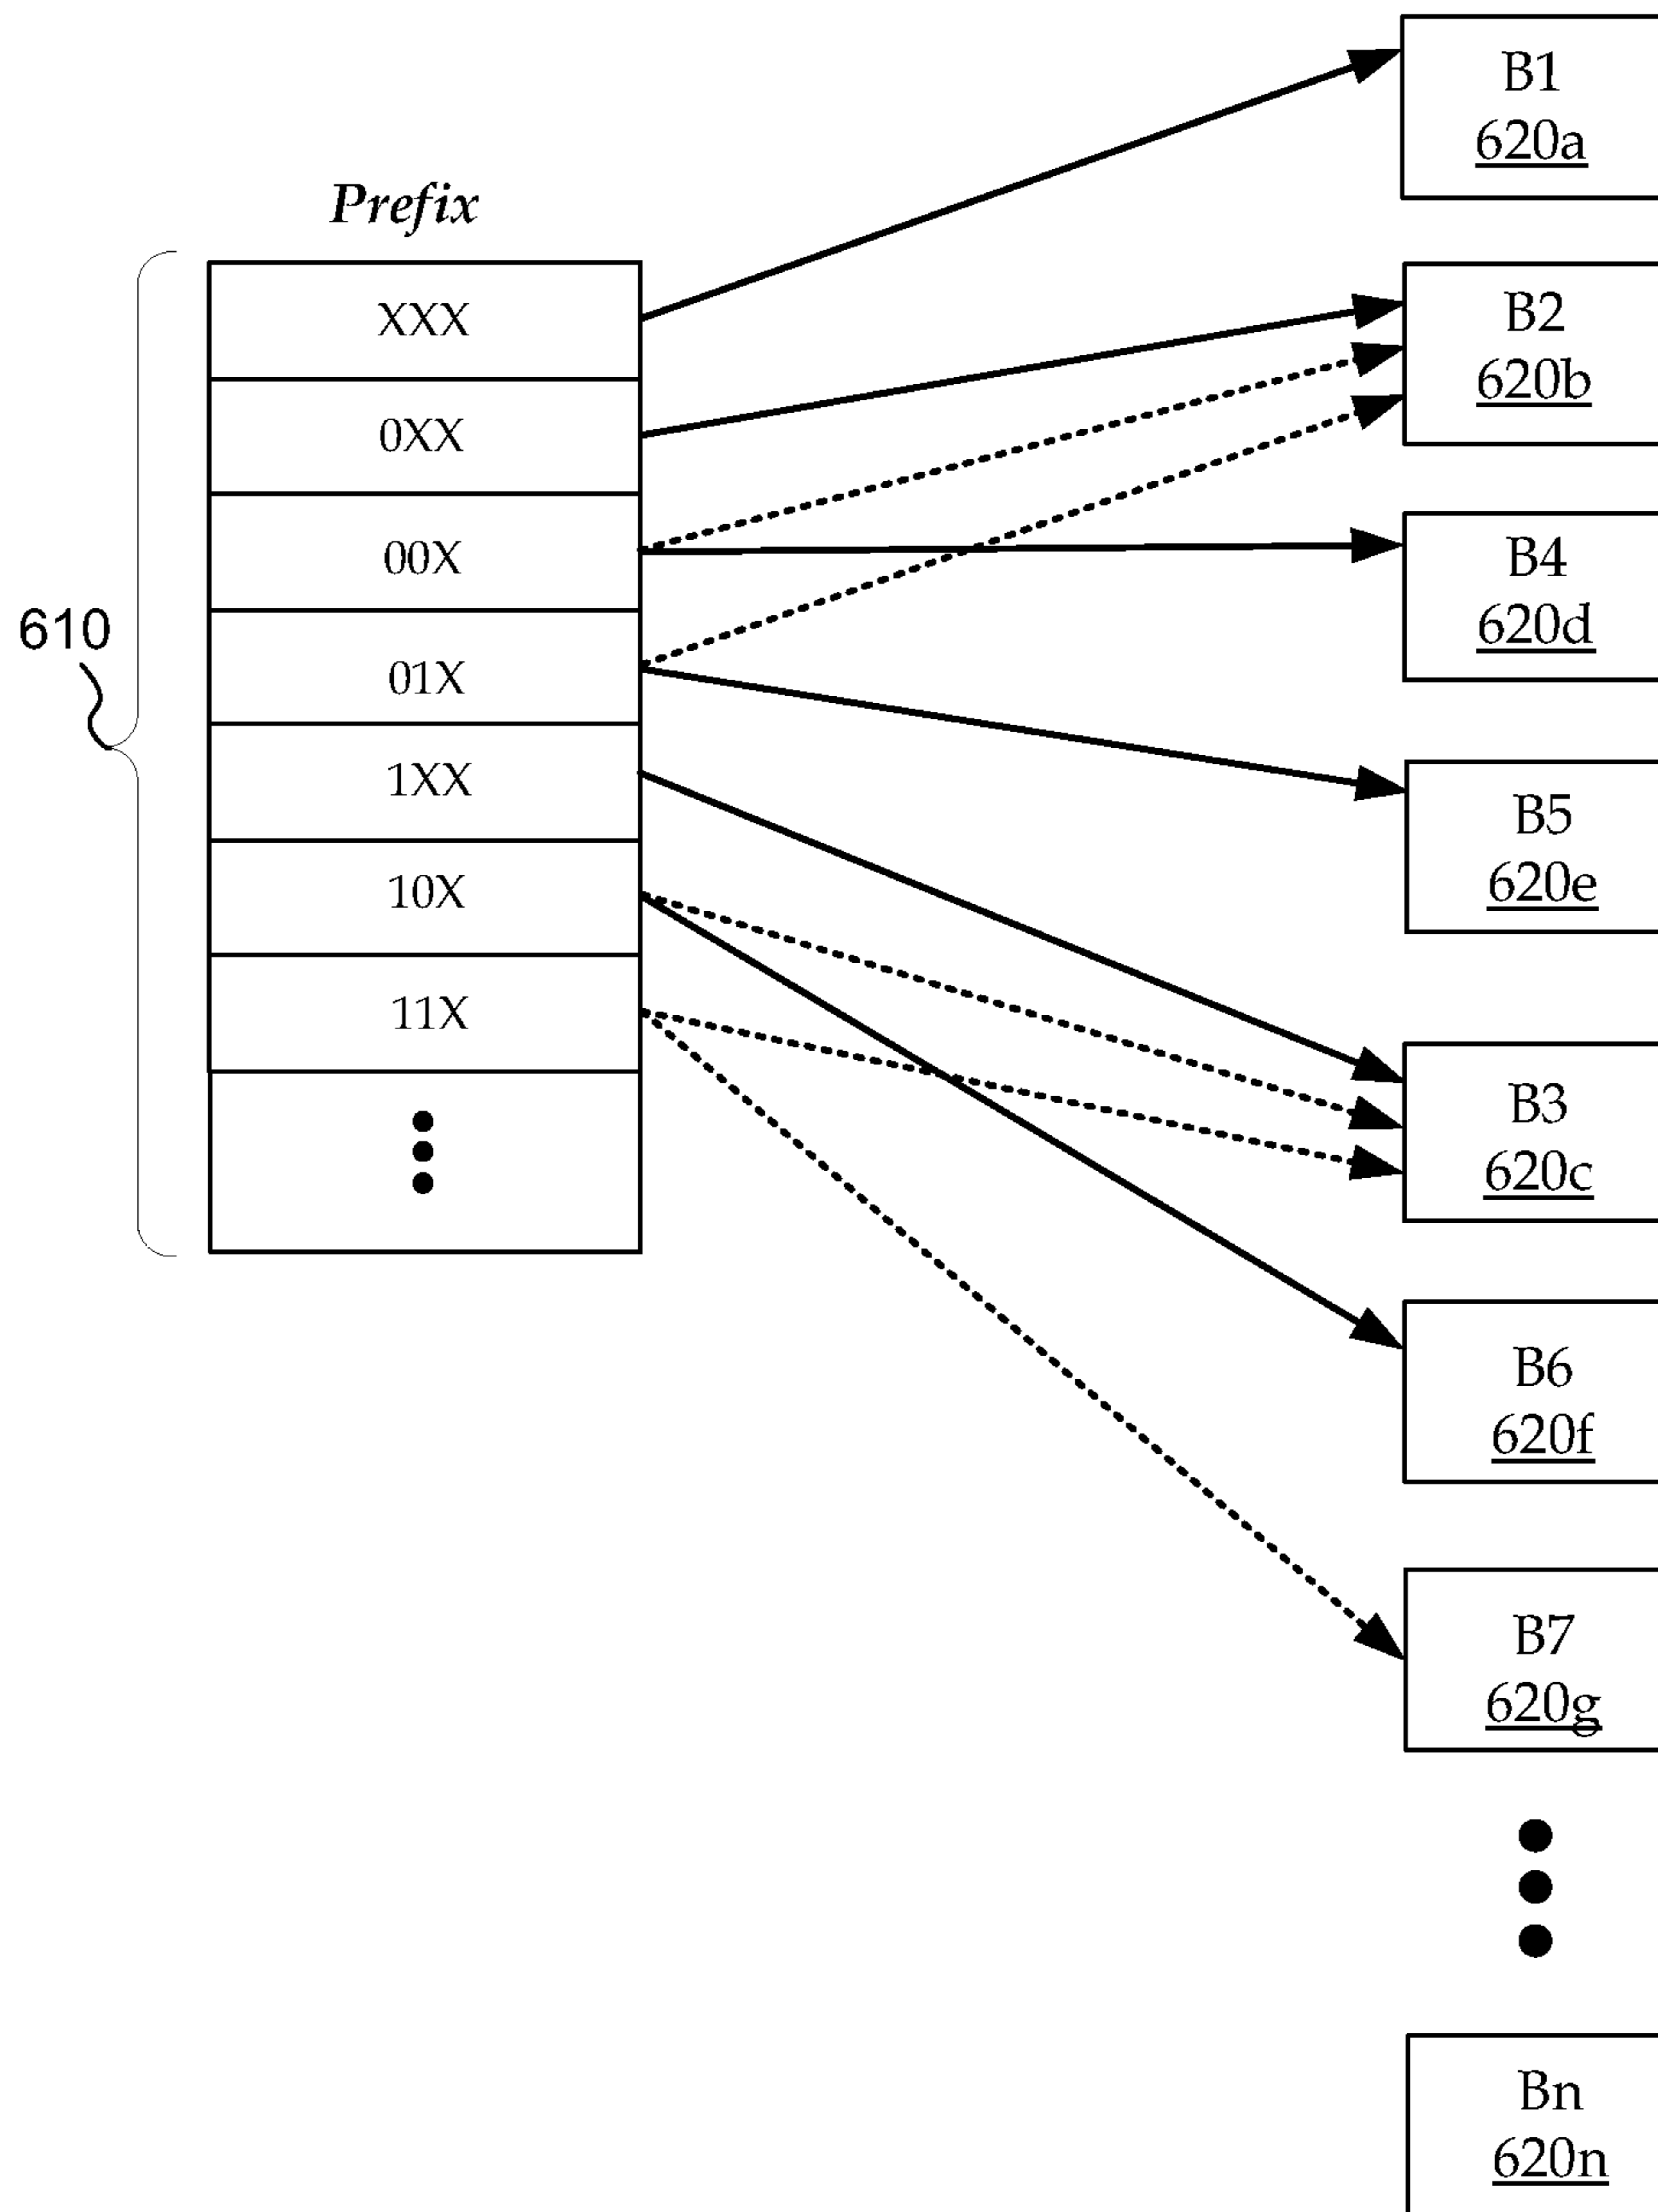 Prefix
XXX
0XX
00X
01X
1XX
10X
11X
610
B1
620a
B2
620b
B4
620d
B5
620e
B3
620c
B6
620f
B7
620g
Bn
620n